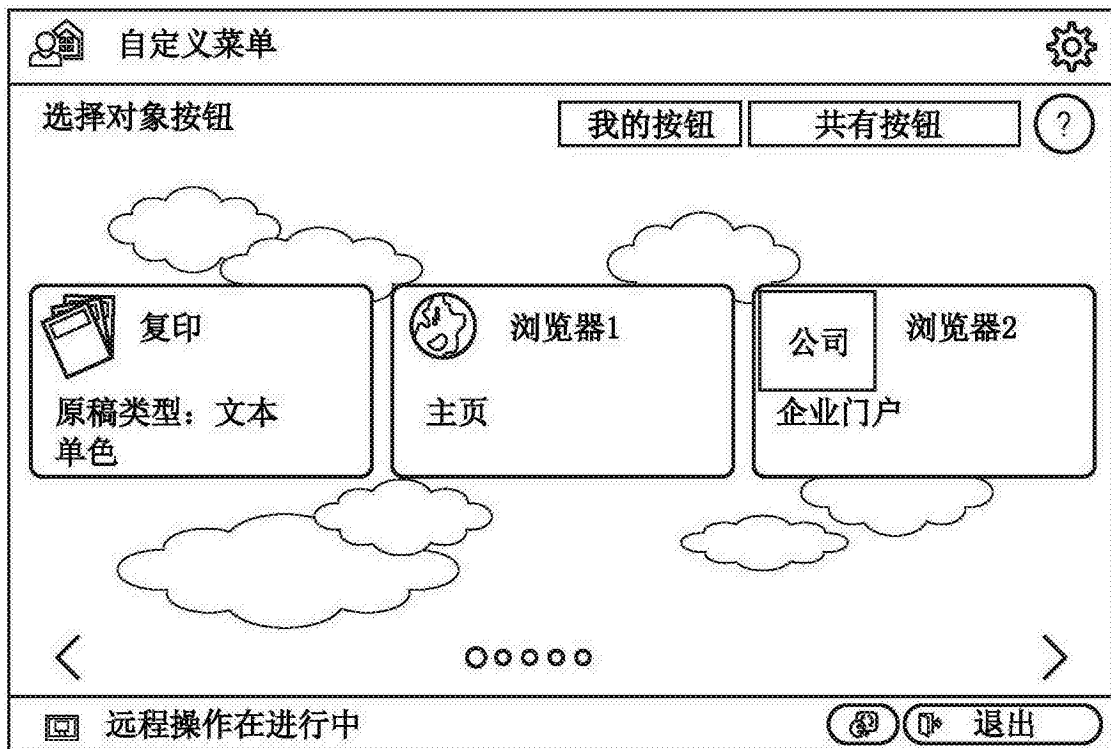 自定义菜单
选择对象按钮
我的按钮
共有按钮
?
复印
原稿类型：文本
单色
浏览器1
主页
公司
浏览器2
企业门户
远程操作在进行中
退出